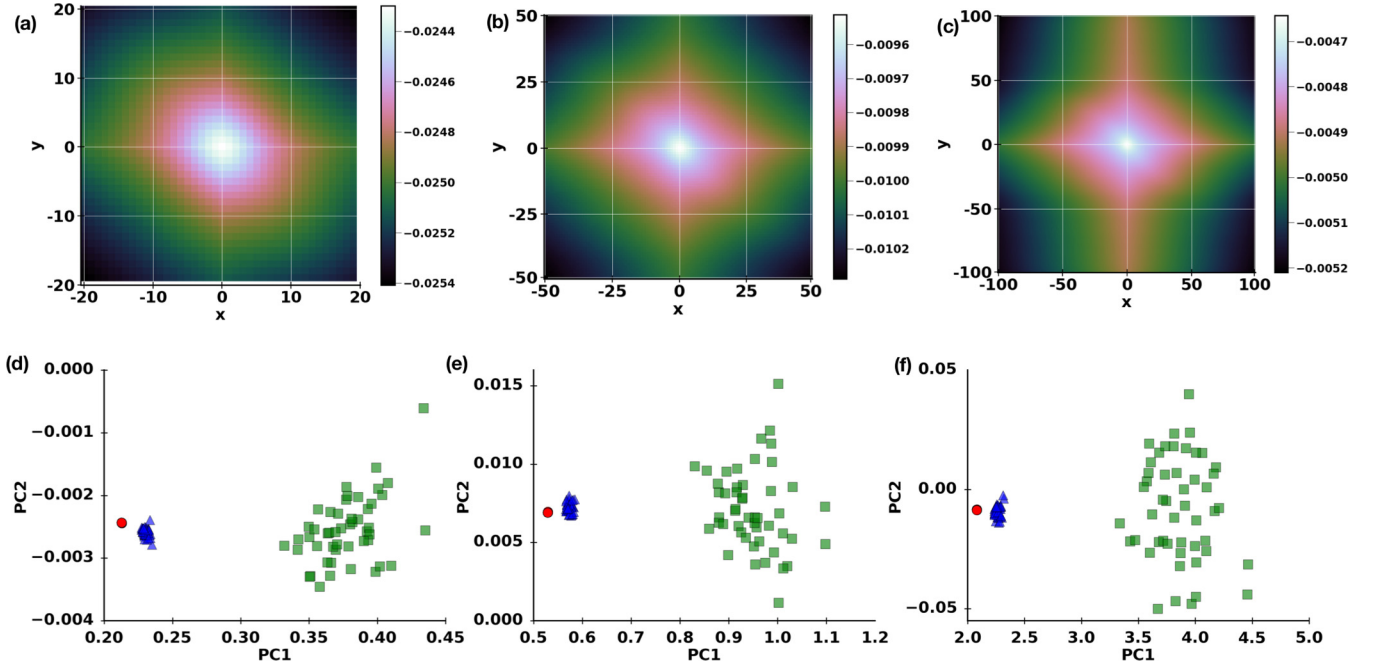 (a)
20
10
0
-10
-20
y
-20 -10 0 10 20
x
−0.0244
−0.0246
−0.0248
−0.0250
−0.0252
−0.0254
(b)
50
25
0
-25
-50
y
-50 -25 0 25 50
x
−0.0096
−0.0097
−0.0098
−0.0099
−0.0100
−0.0101
−0.0102
(c)
100
50
0
-50
-100
y
-100 -50 0 50 100
x
−0.0047
−0.0048
−0.0049
−0.0050
−0.0051
−0.0052
(d)
0.000
−0.001
−0.002
−0.003
−0.004
PC2
0.20 0.25 0.30 0.35 0.40 0.45
PC1
(e)
0.015
0.010
0.005
0.000
PC2
0.5 0.6 0.7 0.8 0.9 1.0 1.1 1.2
PC1
(f)
0.05
0.00
−0.05
PC2
2.0 2.5 3.0 3.5 4.0 4.5 5.0
PC1